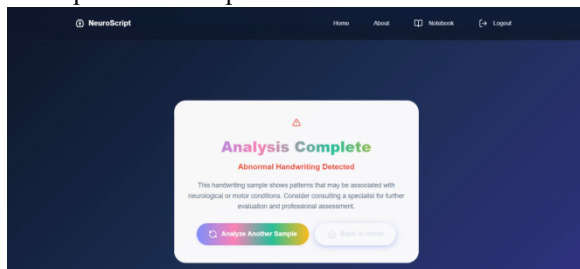 NeuroScript Home About Notebook Logout
Analysis Complete
Abnormal Handwriting Detected
This handwriting sample shows patterns that may be associated with
neurological or motor conditions. Consider consulting a specialist for further
evaluation and professional assessment.
Analyze Another Sample Back to Home